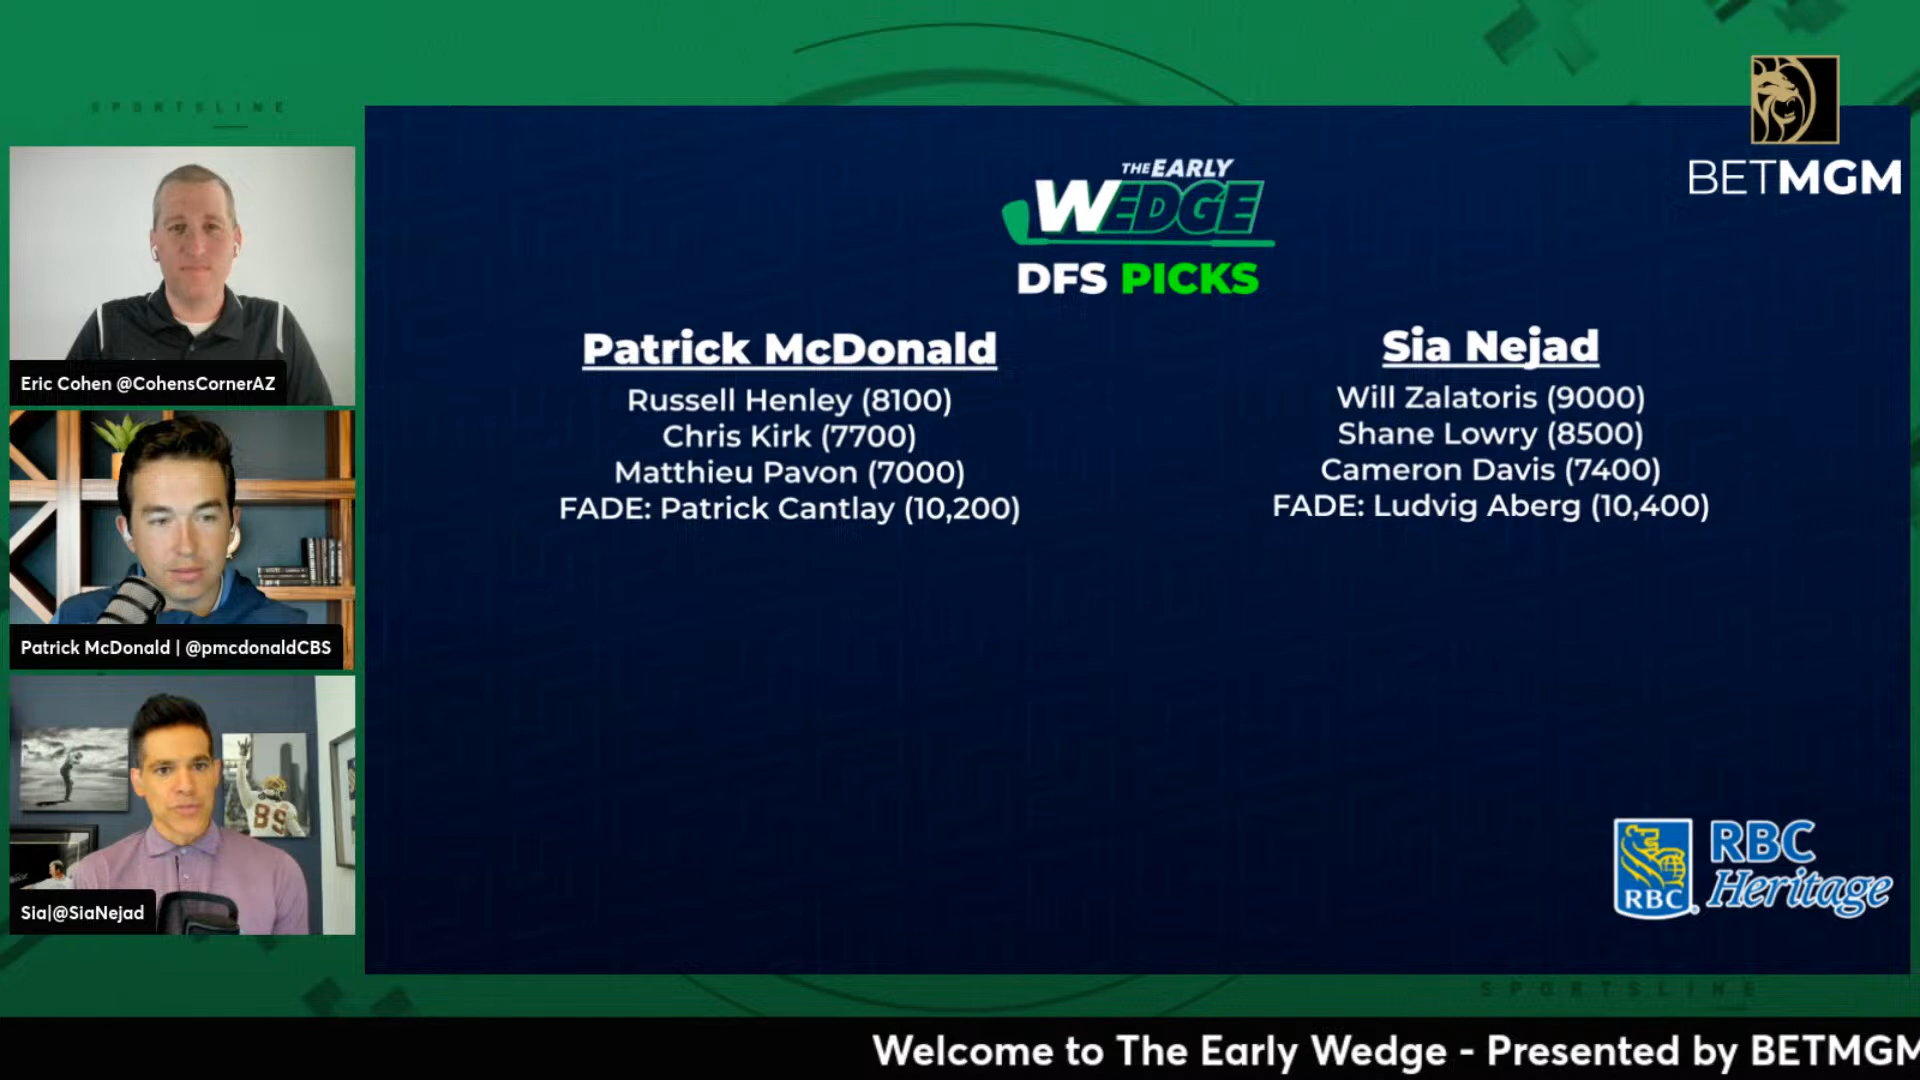 SPORTSLINE
BETMGM
THE EARLY
WEDGE
DFS PICKS
Patrick McDonald
Russell Henley (8100)
Chris Kirk (7700)
Matthieu Pavon (7000)
FADE: Patrick Cantlay (10,200)
Sia Nejad
Will Zalatoris (9000)
Shane Lowry (8500)
Cameron Davis (7400)
FADE: Ludvig Aberg (10,400)
Eric Cohen @CohensCornerAZ
Patrick McDonald | @pmcdonaldCBS
89
Sia|@SiaNejad
RBC
RBC
Heritage
SPORTSLINE
Welcome to The Early Wedge - Presented by BETMGM